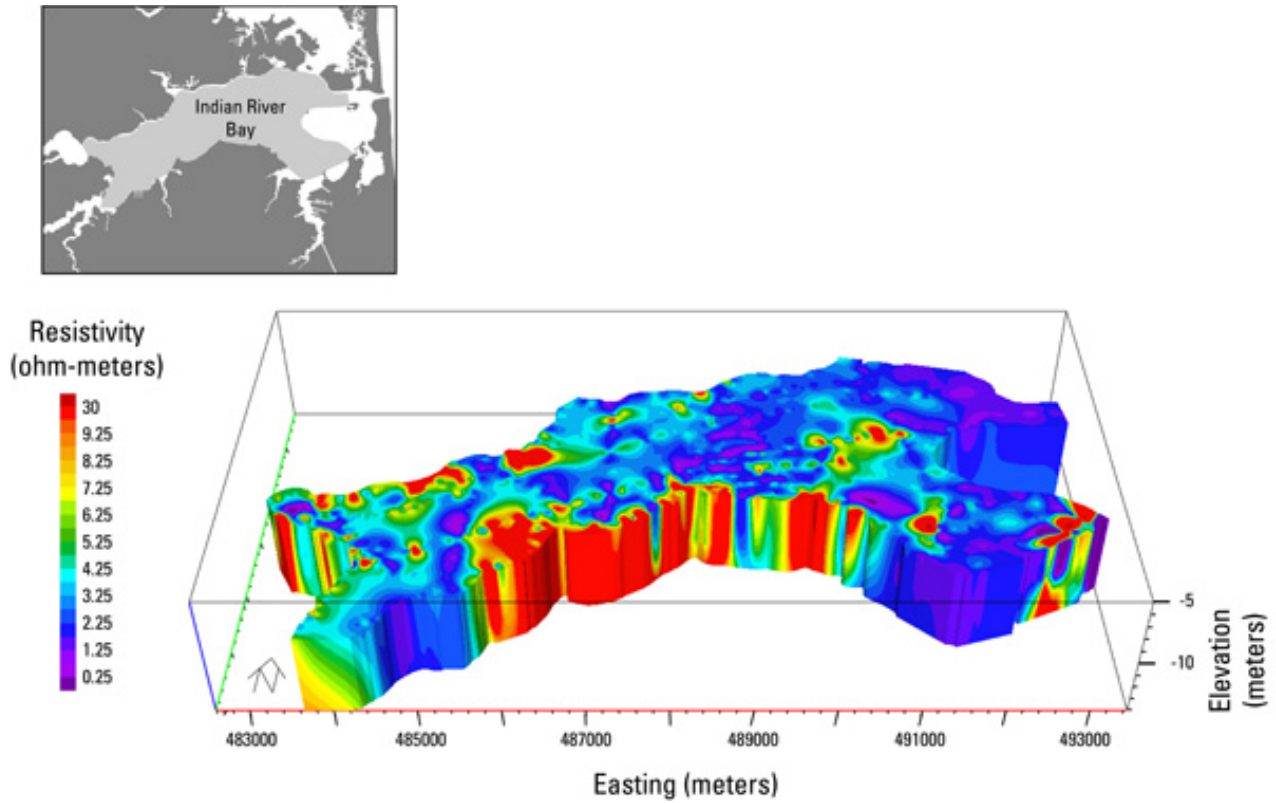 Indian River
Bay
Resistivity
(ohm-meters)
30
9.25
8.25
7.25
6.25
5.25
4.25
3.25
2.25
1.25
0.25
-5
-10
Elevation
(meters)
483000
485000
487000
489000
491000
493000
Easting (meters)